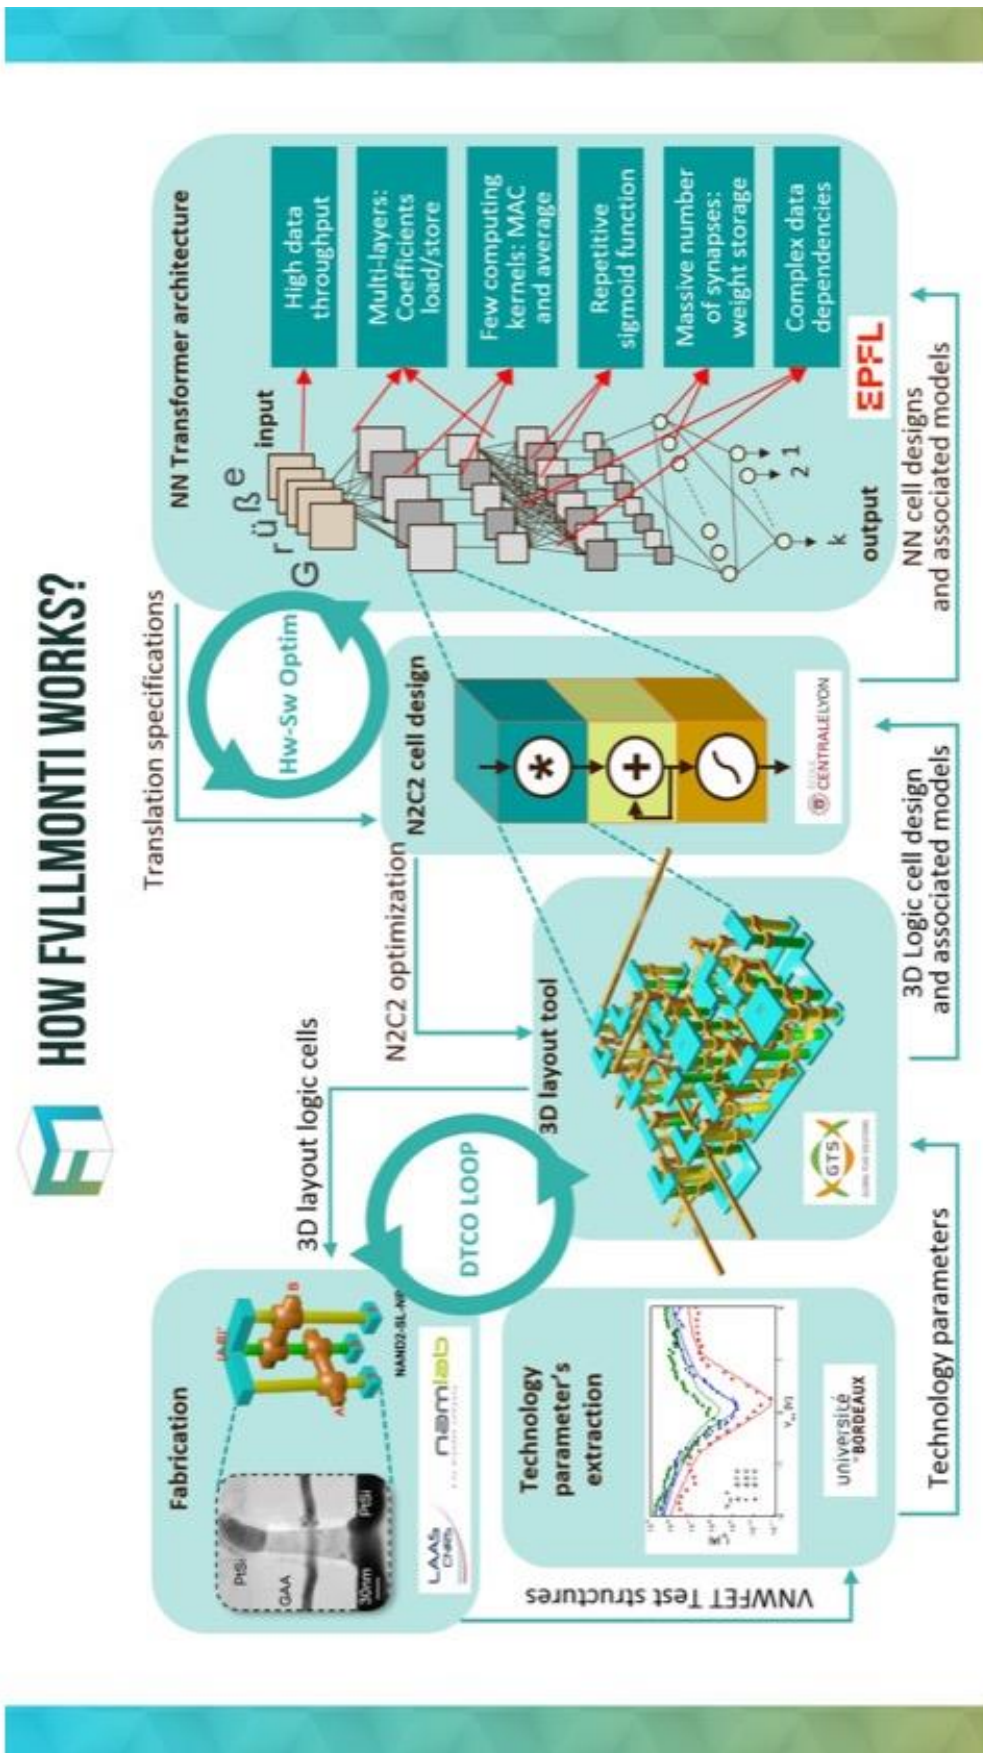 HOW FVLLMONTI WORKS?
Translation specifications
3D layout logic cells
N2C2 optimization
Fabrication
PtSi
GAA
30nm
PtSi
A
B
NAND2-BL-NP
LAAS
CNRS
namlab
VNWFET Test structures
Technology
parameter's
extraction
université
de BORDEAUX
Technology parameters
DTCO LOOP
3D layout tool
GTS
3D Logic cell design
and associated models
Hw-Sw Optim
N2C2 cell design
*
+
ÉCOLE
CENTRALELYON
NN cell designs
and associated models
NN Transformer architecture
Grüße
input
High data
throughput
Multi-layers:
Coefficients
load/store
Few computing
kernels: MAC
and average
Repetitive
sigmoid function
Massive number
of synapses:
weight storage
Complex data
dependencies
k
2
1
output
EPFL